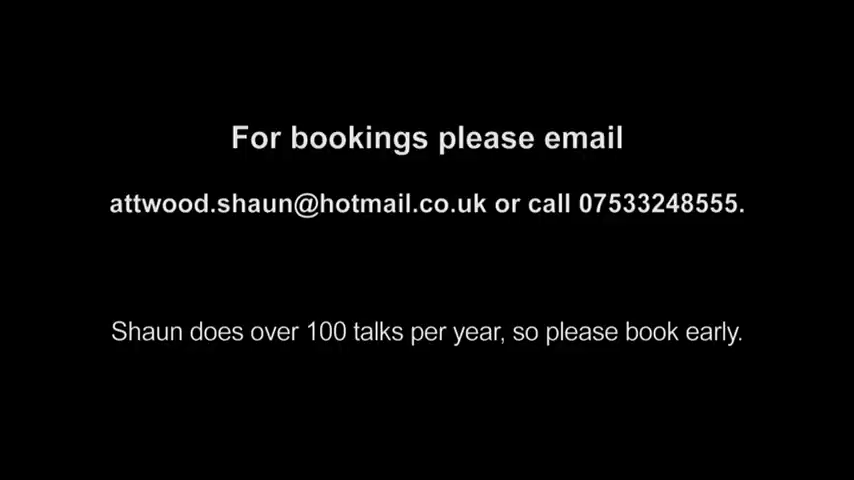 For bookings please email
attwood.shaun@hotmail.co.uk or call 07533248555.
Shaun does over 100 talks per year, so please book early.